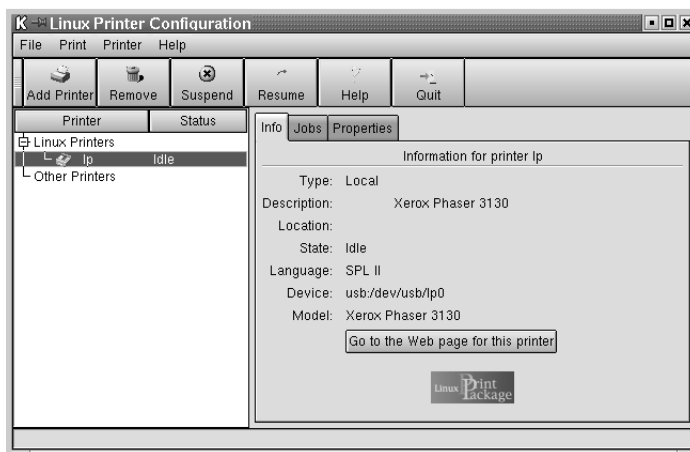 Linux Printer Configuration
File Print Printer Help
Add Printer Remove Suspend Resume Help Quit
Printer Status
Linux Printers
lp Idle
Other Printers
Info Jobs Properties
Information for printer lp
Type: Local
Description: Xerox Phaser 3130
Location:
State: Idle
Language: SPL II
Device: usb:/dev/usb/lp0
Model: Xerox Phaser 3130
Go to the Web page for this printer
Linux Print Package